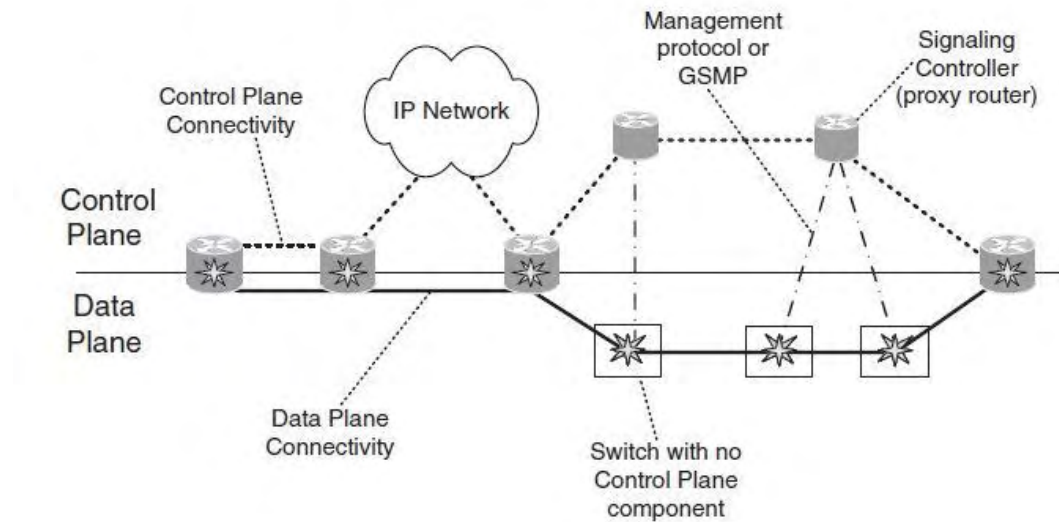 Management
protocol or
GSMP
Signaling
Controller
(proxy router)
Control Plane
Connectivity
IP Network
Control
Plane
Data
Plane
Data Plane
Connectivity
Switch with no
Control Plane
component